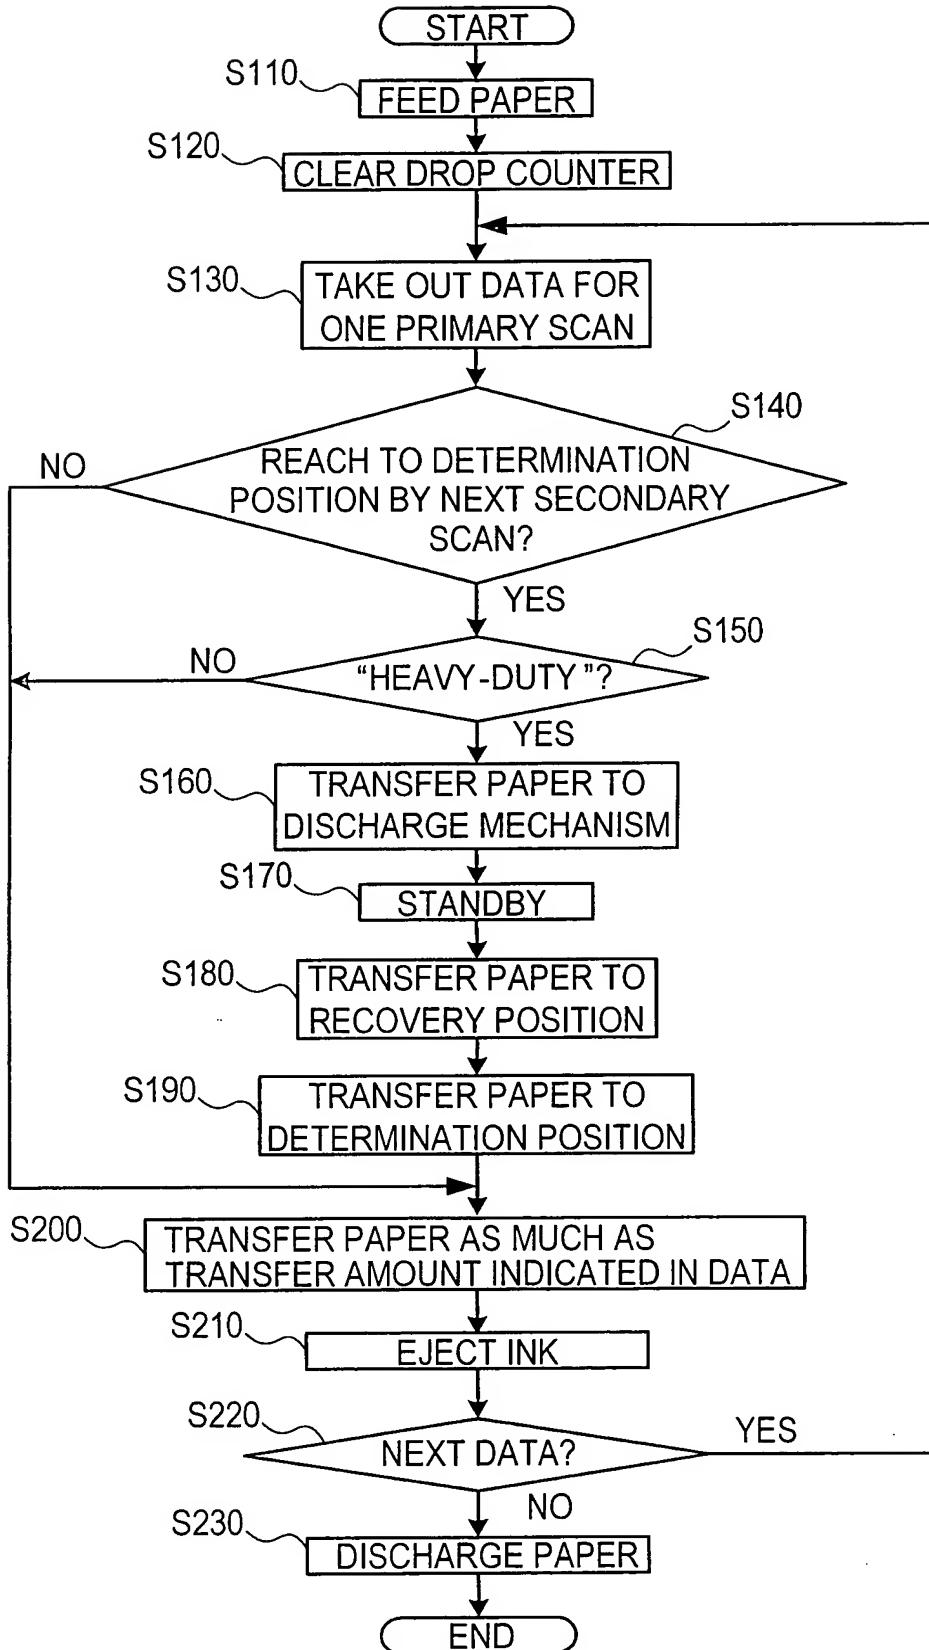 START
S110
FEED PAPER
S120
CLEAR DROP COUNTER
S130
TAKE OUT DATA FOR
ONE PRIMARY SCAN
S140
NO
REACH TO DETERMINATION
POSITION BY NEXT SECONDARY
SCAN?
YES
S150
NO
“HEAVY-DUTY”?
YES
S160
TRANSFER PAPER TO
DISCHARGE MECHANISM
S170
STANDBY
S180
TRANSFER PAPER TO
RECOVERY POSITION
S190
TRANSFER PAPER TO
DETERMINATION POSITION
S200
TRANSFER PAPER AS MUCH AS
TRANSFER AMOUNT INDICATED IN DATA
S210
EJECT INK
S220
NEXT DATA?
YES
NO
S230
DISCHARGE PAPER
END